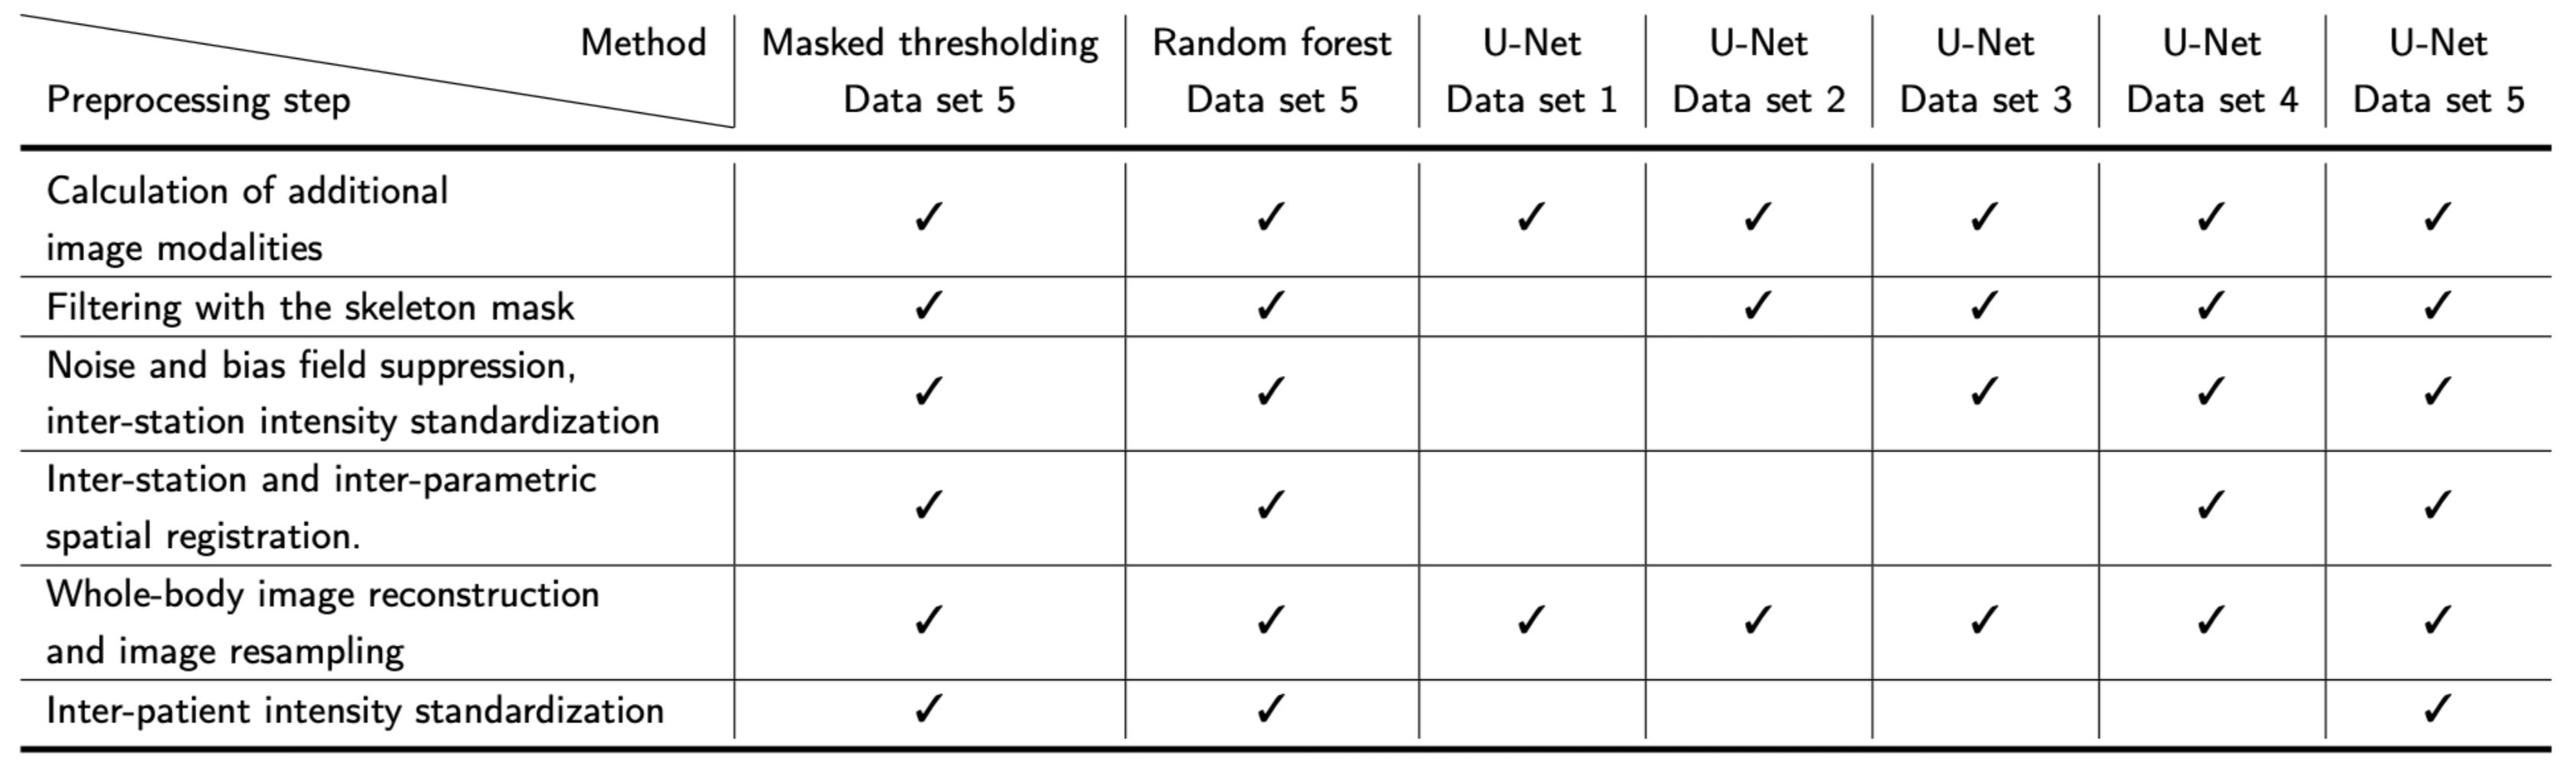 Method
Preprocessing step
Masked thresholding
Data set 5
Random forest
Data set 5
U-Net
Data set 1
U-Net
Data set 2
U-Net
Data set 3
U-Net
Data set 4
U-Net
Data set 5
Calculation of additional
image modalities
✓ ✓ ✓ ✓ ✓ ✓ ✓
Filtering with the skeleton mask
✓ ✓ ✓ ✓ ✓ ✓
Noise and bias field suppression,
inter-station intensity standardization
✓ ✓ ✓ ✓ ✓
Inter-station and inter-parametric
spatial registration.
✓ ✓ ✓ ✓
Whole-body image reconstruction
and image resampling
✓ ✓ ✓ ✓ ✓ ✓ ✓
Inter-patient intensity standardization
✓ ✓ ✓